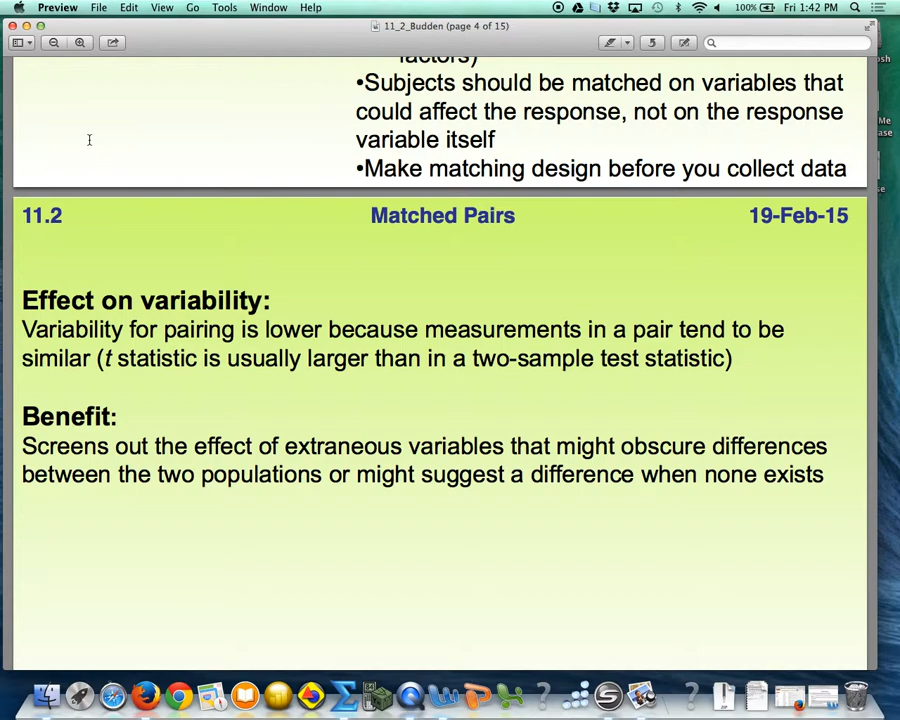 Preview File Edit View Go Tools Window Help 100% Fri 1:42 PM
11_2_Budden (page 4 of 15)
factors)
•Subjects should be matched on variables that
could affect the response, not on the response
variable itself
•Make matching design before you collect data
11.2 Matched Pairs 19-Feb-15
Effect on variability:
Variability for pairing is lower because measurements in a pair tend to be
similar (t statistic is usually larger than in a two-sample test statistic)
Benefit:
Screens out the effect of extraneous variables that might obscure differences
between the two populations or might suggest a difference when none exists